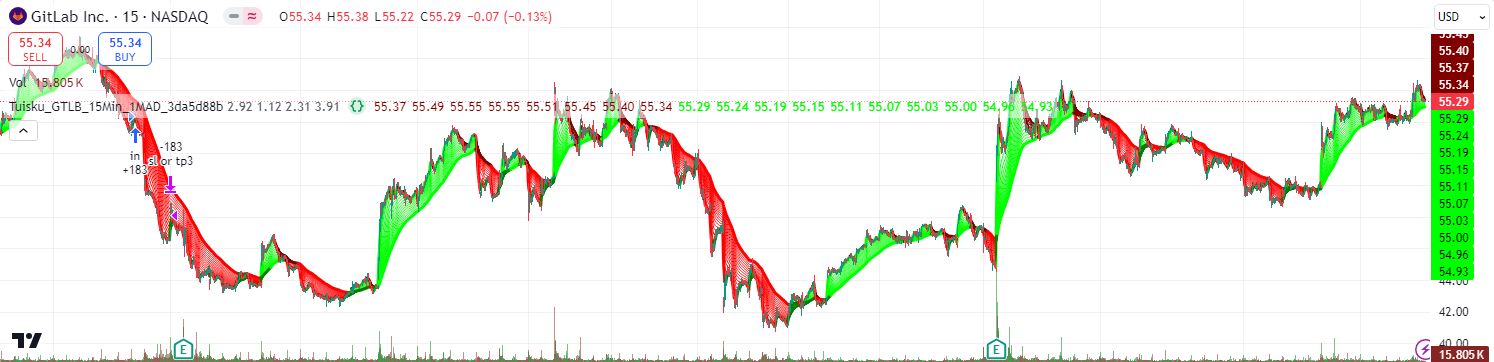 GitLab Inc. · 15 · NASDAQ
O55.34 H55.38 L55.22 C55.29 −0.07 (−0.13%)
USD
55.34
SELL
0.00
55.34
BUY
Vol 15.805 K
Tuisku_GTLB_15Min_1MAD_3da5d88b 2.92 1.12 2.31 3.91 55.37 55.49 55.55 55.55 55.51 55.45 55.40 55.34 55.29 55.24 55.19 55.15 55.11 55.07 55.03 55.00 54.96 54.93
-183
in
sl or tp3
+183
55.45
55.40
55.37
55.34
55.29
55.29
55.24
55.19
55.15
55.11
55.07
55.03
55.00
54.96
54.93
44.00
42.00
40.00
15.805 K
E
E